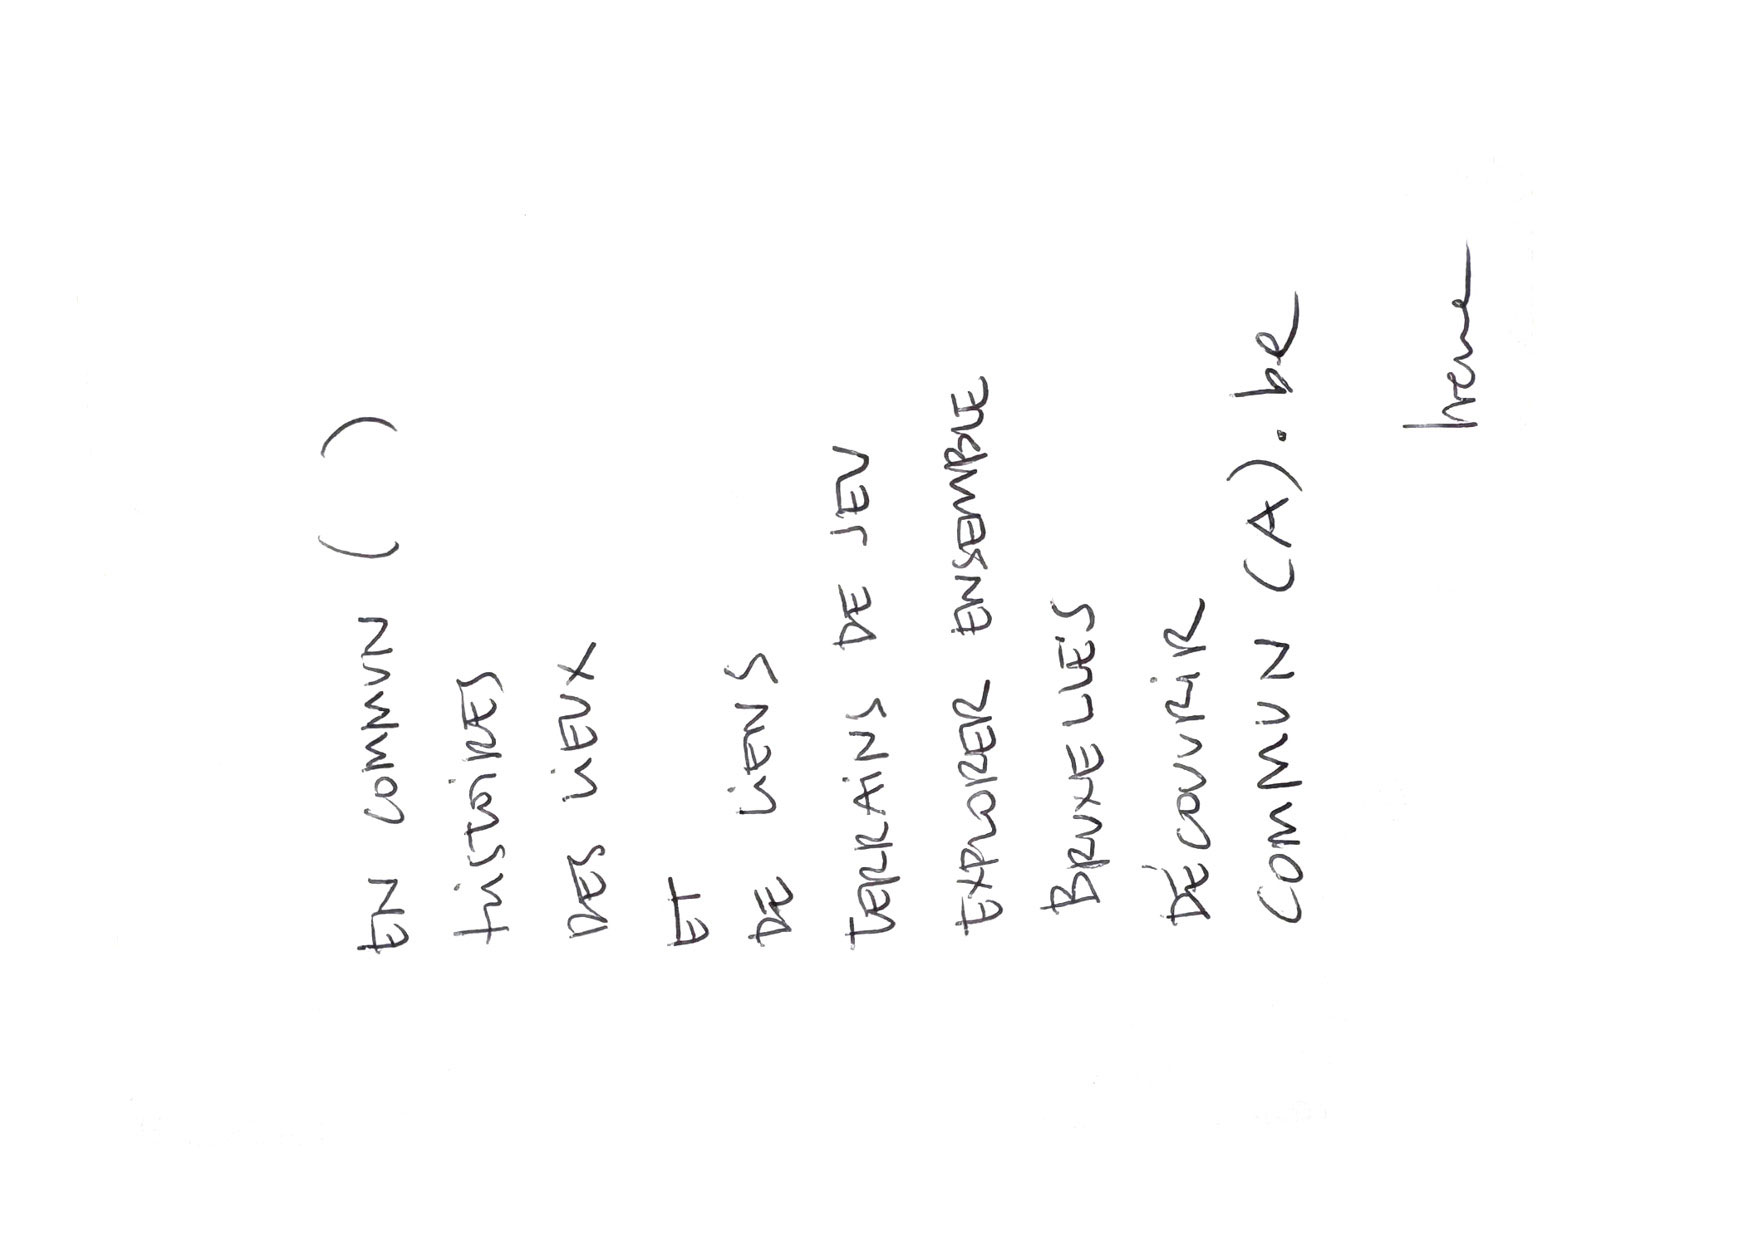 EN COMMUN ( )
HiSTOiRES
DES LiEUX
ET
DE LiENS
TERRAiNS DE JEU
EXPLORER ENSEMBLE
BRUXELLES
DÉCOUVRiR
COMMUN (A).be
Irene